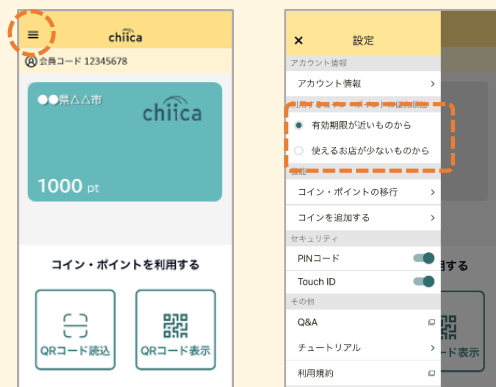 chiica
会員コード 12345678
●●県△△市
chiica
1000 pt
コイン・ポイントを利用する
QRコード読込
QRコード表示
設定
アカウント情報
アカウント情報
有効期限が近いものから
使えるお店が少ないものから
機能
コイン・ポイントの移行
コインを追加する
セキュリティ
PINコード
Touch ID
その他
Q&A
チュートリアル
利用規約
用する
ード表示